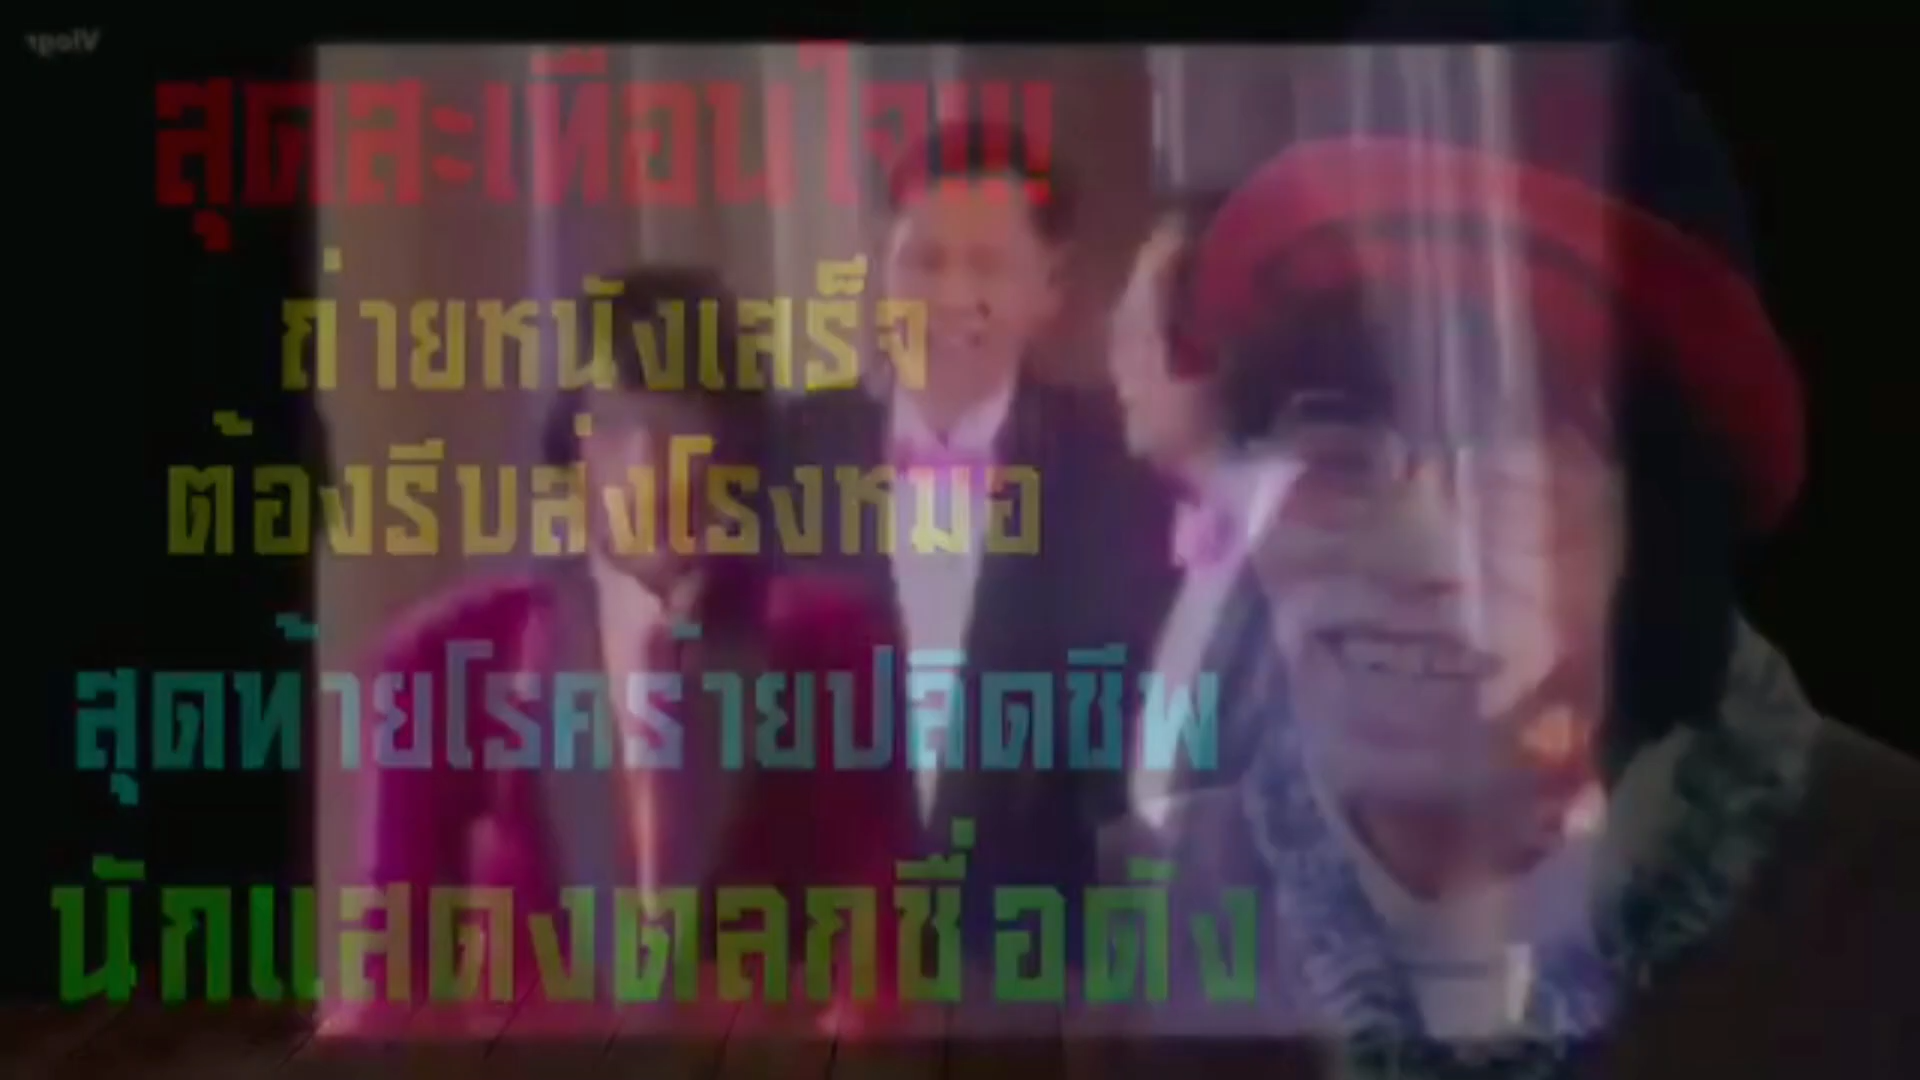 Vlogr
สุดสะเทือนใจ!!!
ถ่ายหนังเสร็จ
ต้องรีบส่งโรงหมอ
สุดท้ายโรคร้ายปลิดชีพ
นักแสดงตลกชื่อดัง